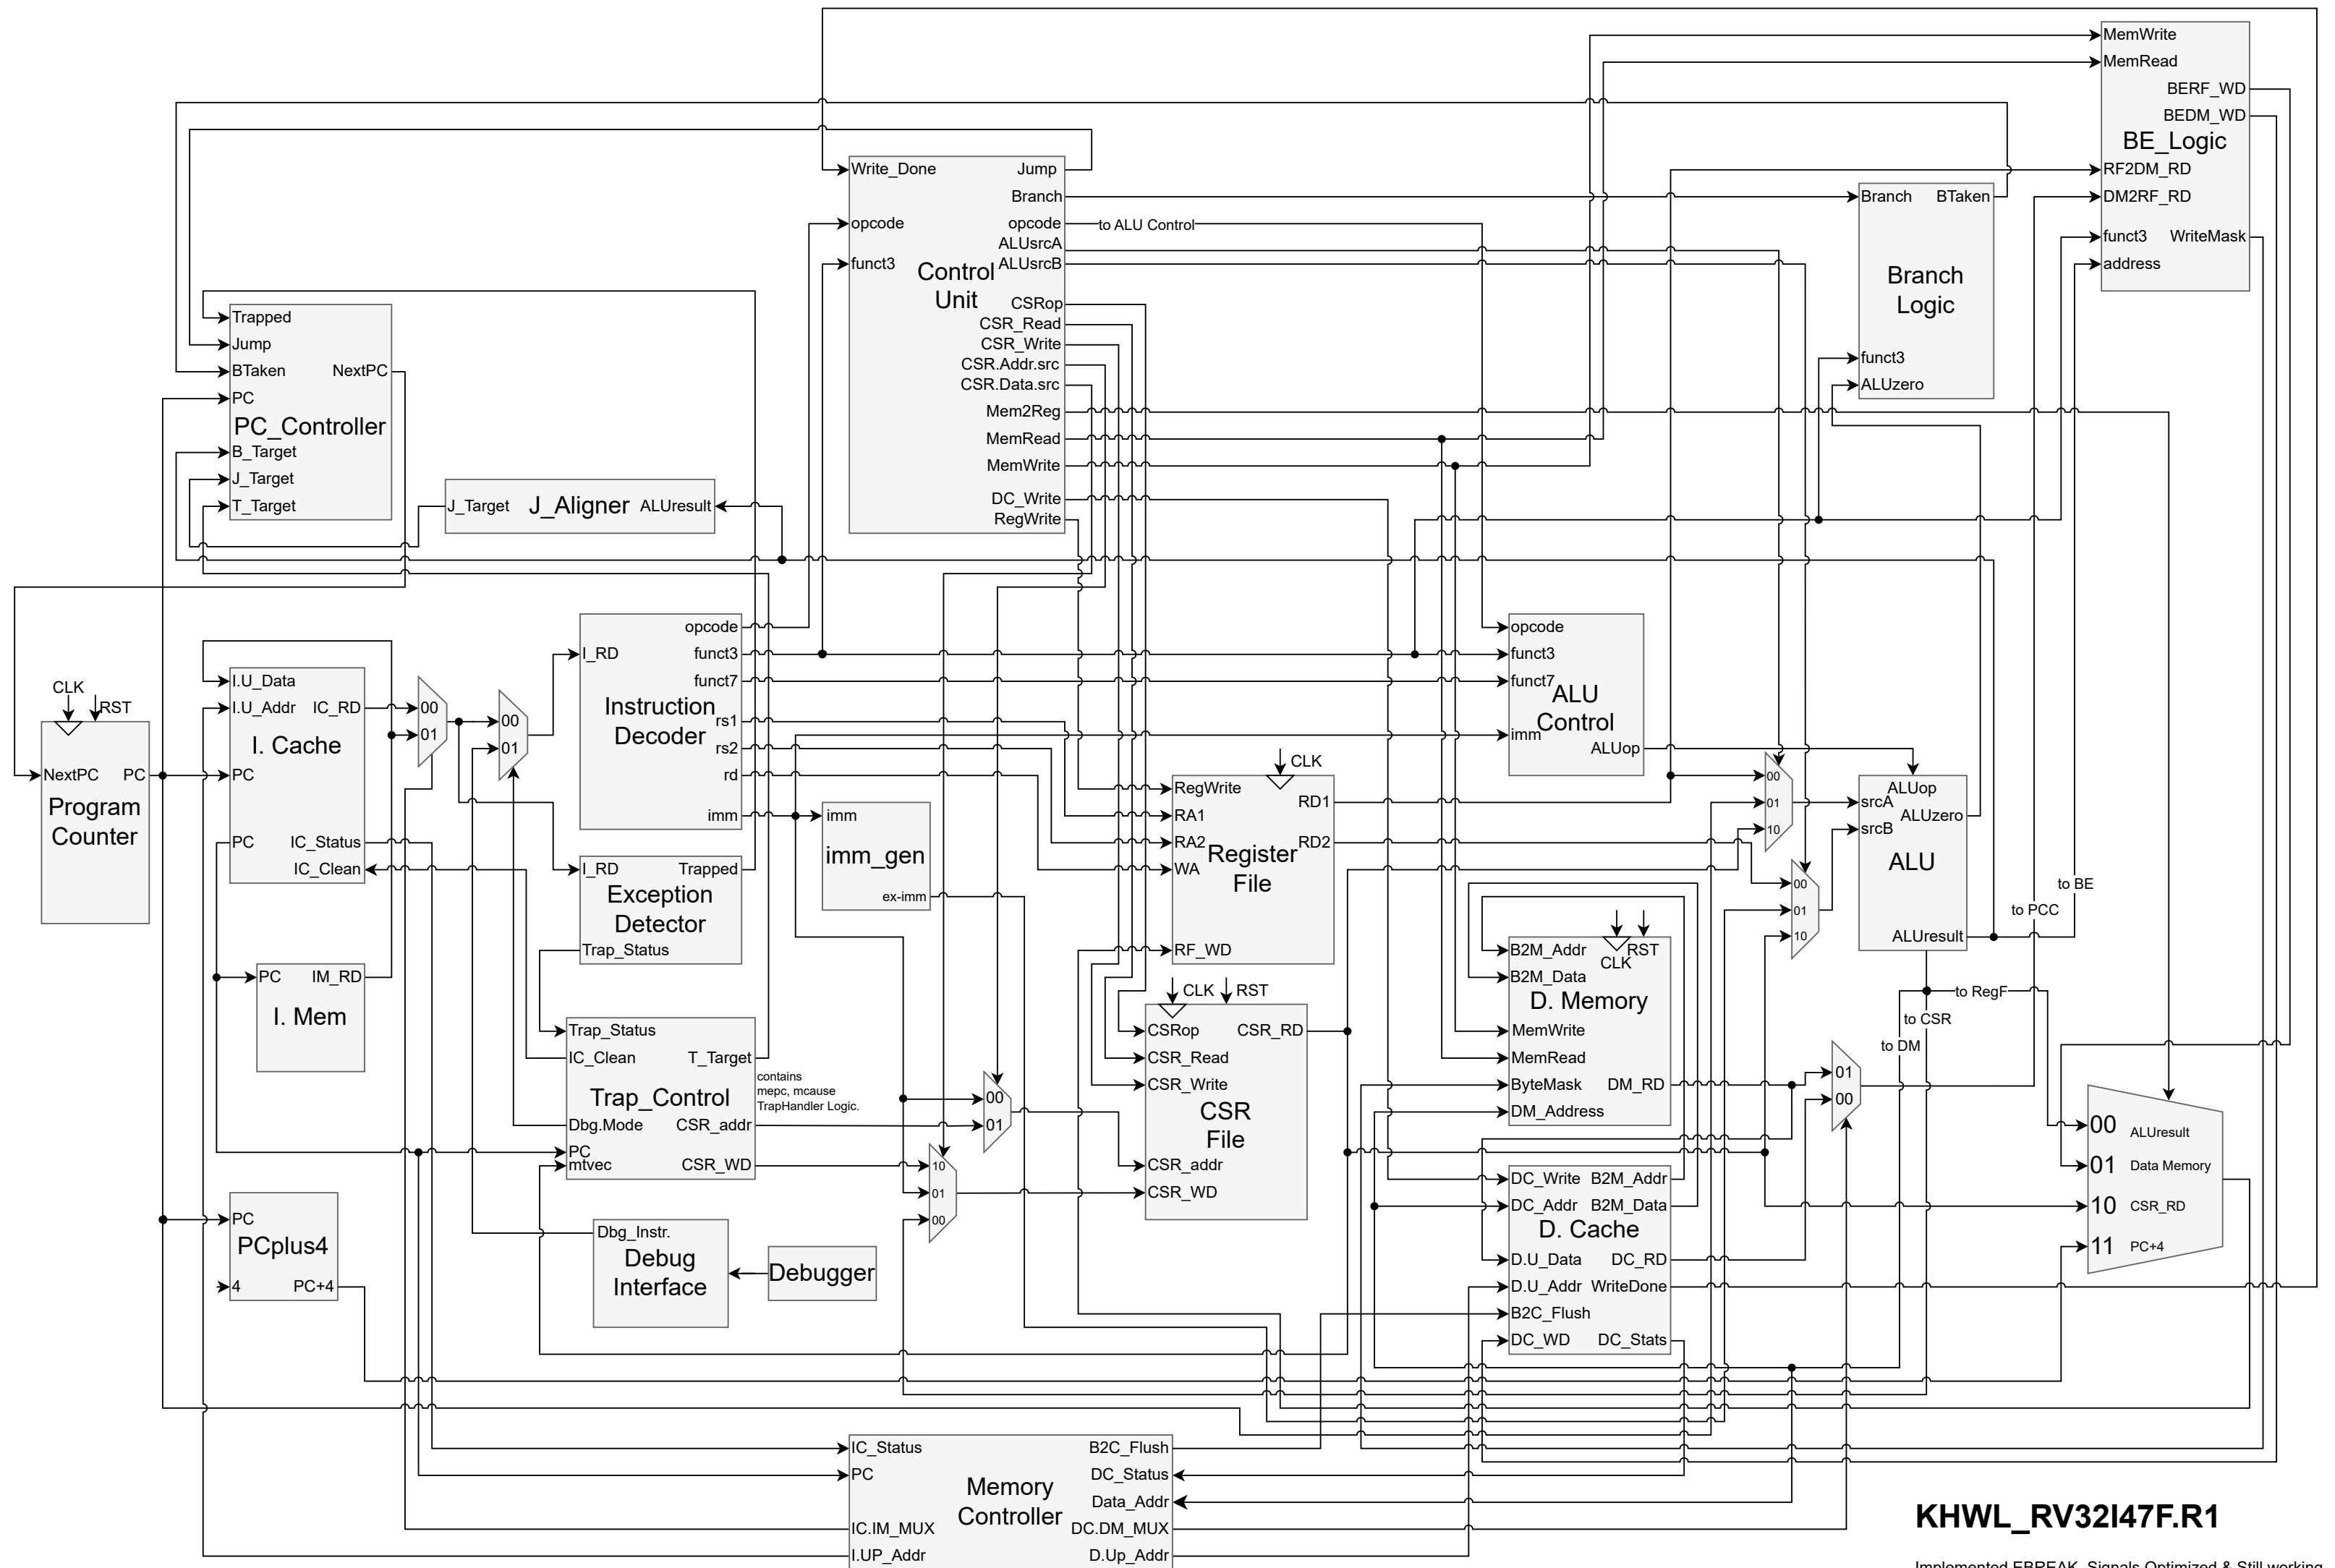 MemWrite
MemRead
BERF_WD
BEDM_WD
BE_Logic
RF2DM_RD
DM2RF_RD
funct3 WriteMask
address
Write_Done Jump
Branch
opcode opcode
to ALU Control
ALUsrcA
funct3 ALUsrcB
Control
Unit
CSRop
CSR_Read
CSR_Write
CSR.Addr.src
CSR.Data.src
Mem2Reg
MemRead
MemWrite
DC_Write
RegWrite
Branch BTaken
Branch
Logic
funct3
ALUzero
Trapped
Jump
BTaken NextPC
PC
PC_Controller
B_Target
J_Target
T_Target
J_Target J_Aligner ALUresult
CLK
RST
NextPC PC
Program
Counter
I.U_Data
I.U_Addr IC_RD
I. Cache
PC
PC IC_Status
IC_Clean
00
01
00
01
opcode
I_RD funct3
funct7
Instruction
Decoder
rs1
rs2
rd
imm
imm
imm_gen
ex-imm
I_RD Trapped
Exception
Detector
Trap_Status
PC IM_RD
I. Mem
Trap_Status
IC_Clean T_Target
Trap_Control
Dbg.Mode CSR_addr
PC
mtvec CSR_WD
contains
mepc, mcause
TrapHandler Logic.
PC
PCplus4
4 PC+4
Dbg_Instr.
Debug
Interface
Debugger
00
01
10
01
00
CLK
RegWrite
RD1
RA1
RA2 RD2
Register
File
WA
RF_WD
CLK RST
CSRop CSR_RD
CSR_Read
CSR_Write
CSR
File
CSR_addr
CSR_WD
opcode
funct3
funct7
ALU
Control
imm
ALUop
00
01
10
00
01
10
ALUop
srcA
ALUzero
srcB
ALU
ALUresult
to BE
to PCC
to RegF
to CSR
to DM
B2M_Addr RST
CLK
B2M_Data
D. Memory
MemWrite
MemRead
ByteMask DM_RD
DM_Address
01
00
DC_Write B2M_Addr
DC_Addr B2M_Data
D. Cache
D.U_Data DC_RD
D.U_Addr WriteDone
B2C_Flush
DC_WD DC_Stats
00 ALUresult
01 Data Memory
10 CSR_RD
11 PC+4
IC_Status B2C_Flush
PC DC_Status
Memory
Controller
Data_Addr
IC.IM_MUX DC.DM_MUX
I.UP_Addr D.Up_Addr
KHWL_RV32I47F.R1
Implemented EBREAK, Signals Optimized & Still working